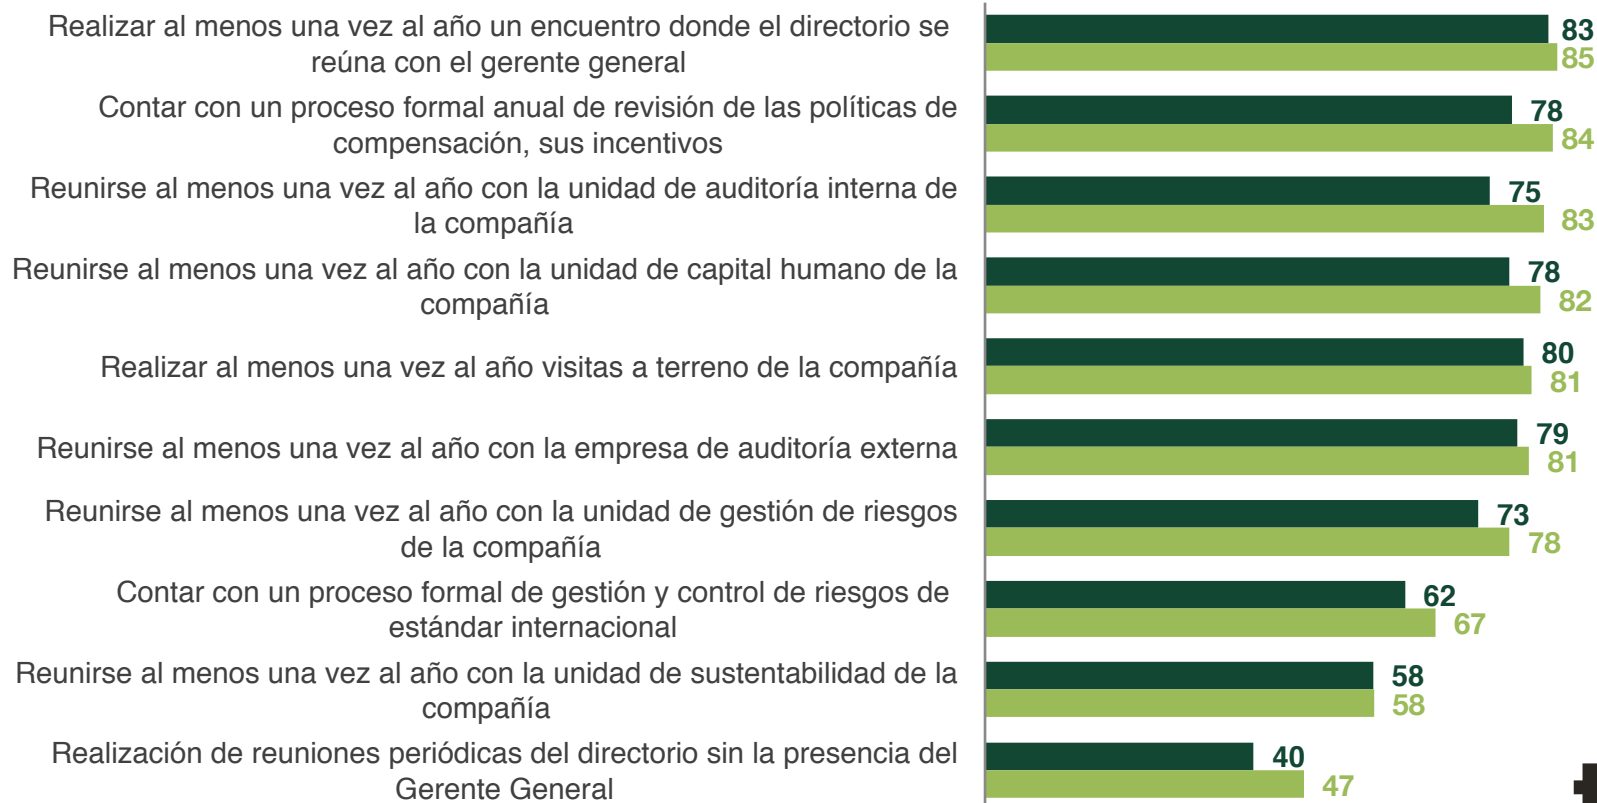 Realizar al menos una vez al año un encuentro donde el directorio se
reúna con el gerente general
83
85
Contar con un proceso formal anual de revisión de las políticas de
compensación, sus incentivos
78
84
Reunirse al menos una vez al año con la unidad de auditoría interna de
la compañía
75
83
Reunirse al menos una vez al año con la unidad de capital humano de la
compañía
78
82
Realizar al menos una vez al año visitas a terreno de la compañía
80
81
Reunirse al menos una vez al año con la empresa de auditoría externa
79
81
Reunirse al menos una vez al año con la unidad de gestión de riesgos
de la compañía
73
78
Contar con un proceso formal de gestión y control de riesgos de
estándar internacional
62
67
Reunirse al menos una vez al año con la unidad de sustentabilidad de la
compañía
58
58
Realización de reuniones periódicas del directorio sin la presencia del
Gerente General
40
47